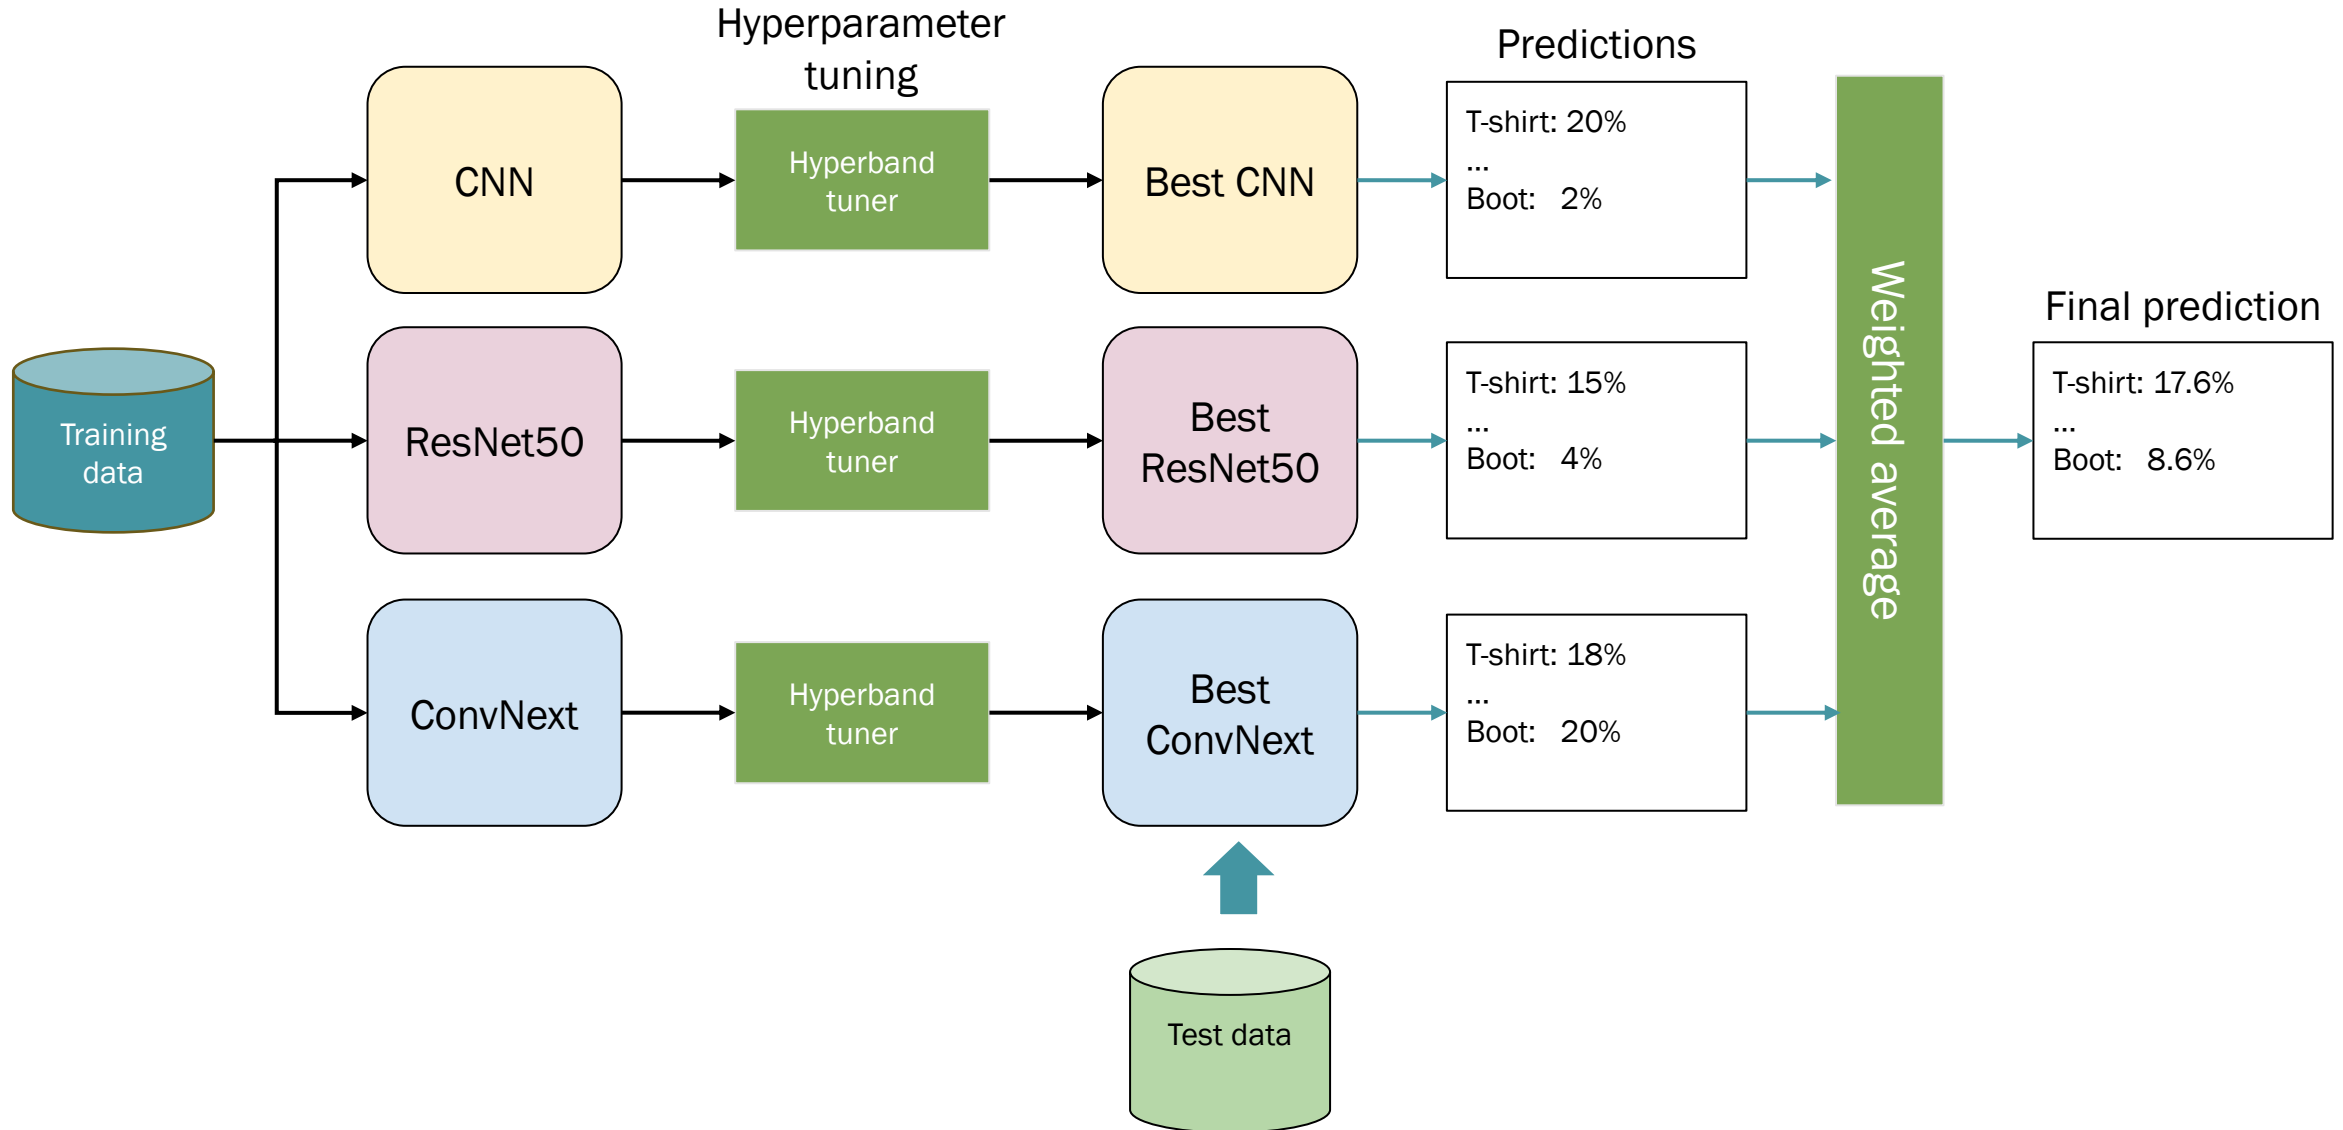 Hyperparameter
tuning
Predictions
CNN
Hyperband
tuner
Best CNN
T-shirt: 20%
...
Boot: 2%
Training
data
ResNet50
Hyperband
tuner
Best
ResNet50
T-shirt: 15%
...
Boot: 4%
Weighted average
Final prediction
T-shirt: 17.6%
...
Boot: 8.6%
ConvNext
Hyperband
tuner
Best
ConvNext
T-shirt: 18%
...
Boot: 20%
Test data